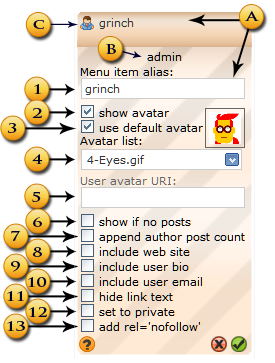 C grinch A
B admin
Menu item alias:
1 grinch
2 show avatar
3 use default avatar
Avatar list:
4 4-Eyes.gif
User avatar URI:
5
6 show if no posts
7 append author post count
8 include web site
9 include user bio
10 include user email
11 hide link text
12 set to private
13 add rel='nofollow'
?